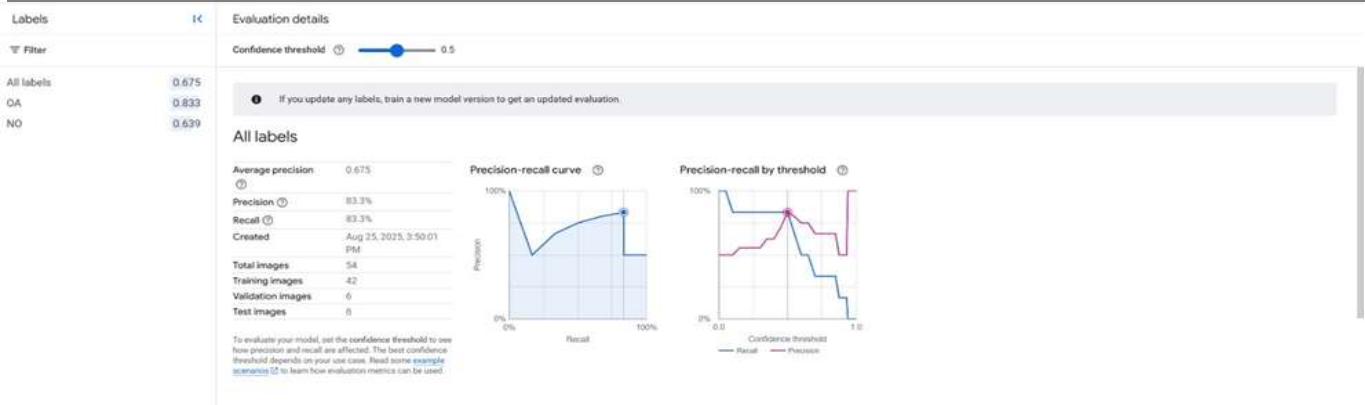 Labels
Evaluation details
Filter
Confidence threshold 0.5
All labels 0.675
OA 0.833
NO 0.639
If you update any labels, train a new model version to get an updated evaluation.
All labels
Average precision 0.675
Precision 83.3%
Recall 83.3%
Created Aug 25, 2025, 3:50:01
PM
Total images 54
Training images 42
Validation images 6
Test images 6
To evaluate your model, set the confidence threshold to see
how precision and recall are affected. The best confidence
threshold depends on your use case. Read some example
scenarios to learn how evaluation metrics can be used.
Precision-recall curve
100%
Precision
0%
0% 100%
Recall
Precision-recall by threshold
100%
0%
0.0 1.0
Confidence threshold
Recall Precision